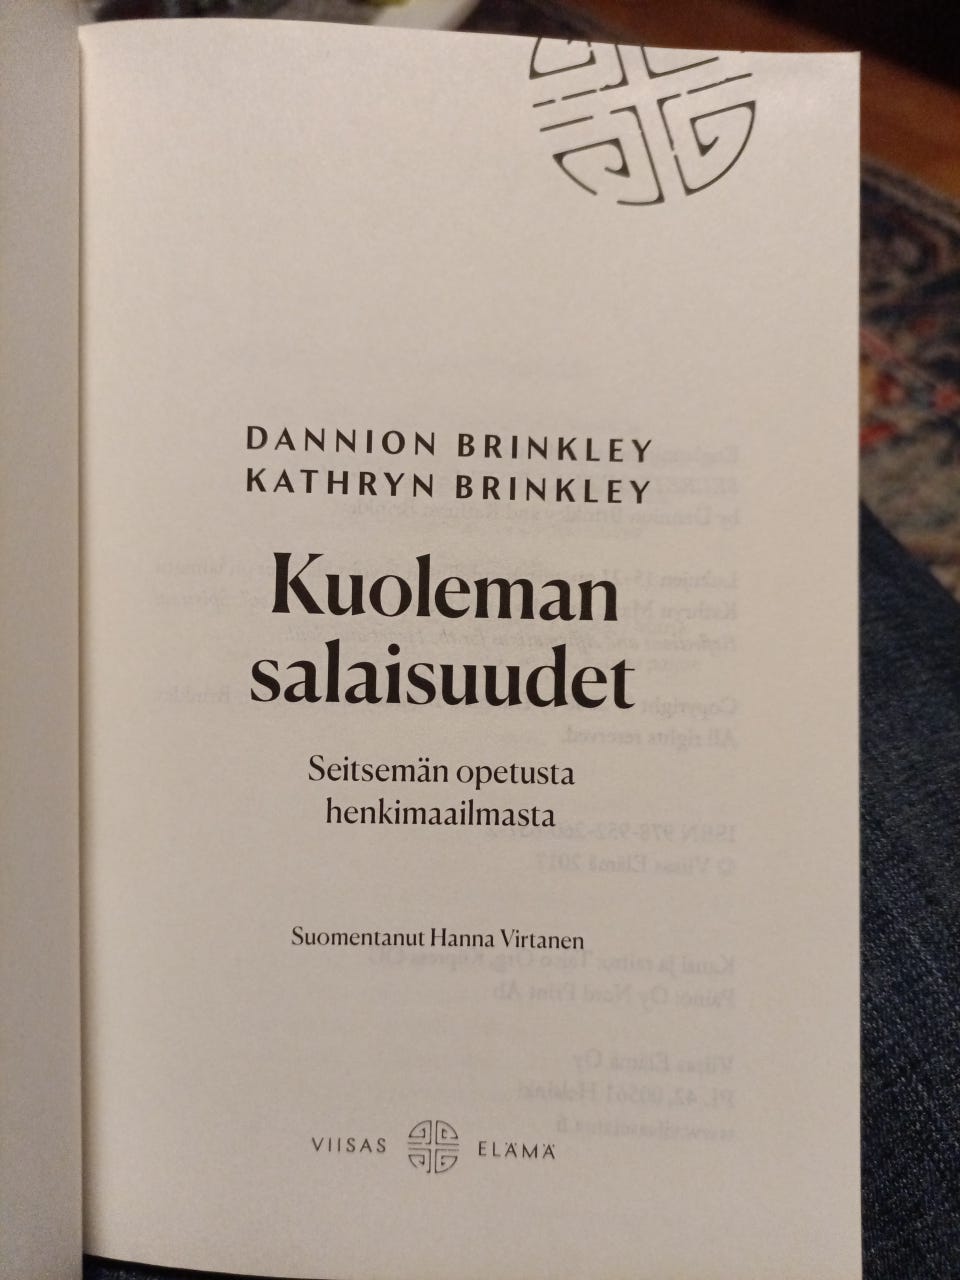 DANNION BRINKLEY
KATHRYN BRINKLEY
Kuoleman
salaisuudet
Seitsemän opetusta
henkimaailmasta
Suomentanut Hanna Virtanen
VIISAS ELÄMÄ